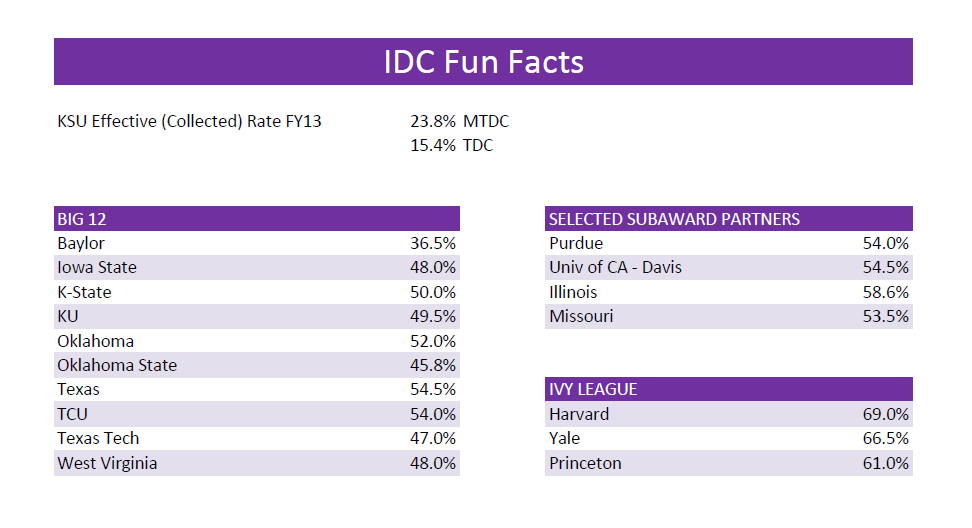 IDC Fun Facts
KSU Effective (Collected) Rate FY13 23.8% MTDC
15.4% TDC
BIG 12
Baylor 36.5%
Iowa State 48.0%
K-State 50.0%
KU 49.5%
Oklahoma 52.0%
Oklahoma State 45.8%
Texas 54.5%
TCU 54.0%
Texas Tech 47.0%
West Virginia 48.0%
SELECTED SUBAWARD PARTNERS
Purdue 54.0%
Univ of CA - Davis 54.5%
Illinois 58.6%
Missouri 53.5%
IVY LEAGUE
Harvard 69.0%
Yale 66.5%
Princeton 61.0%